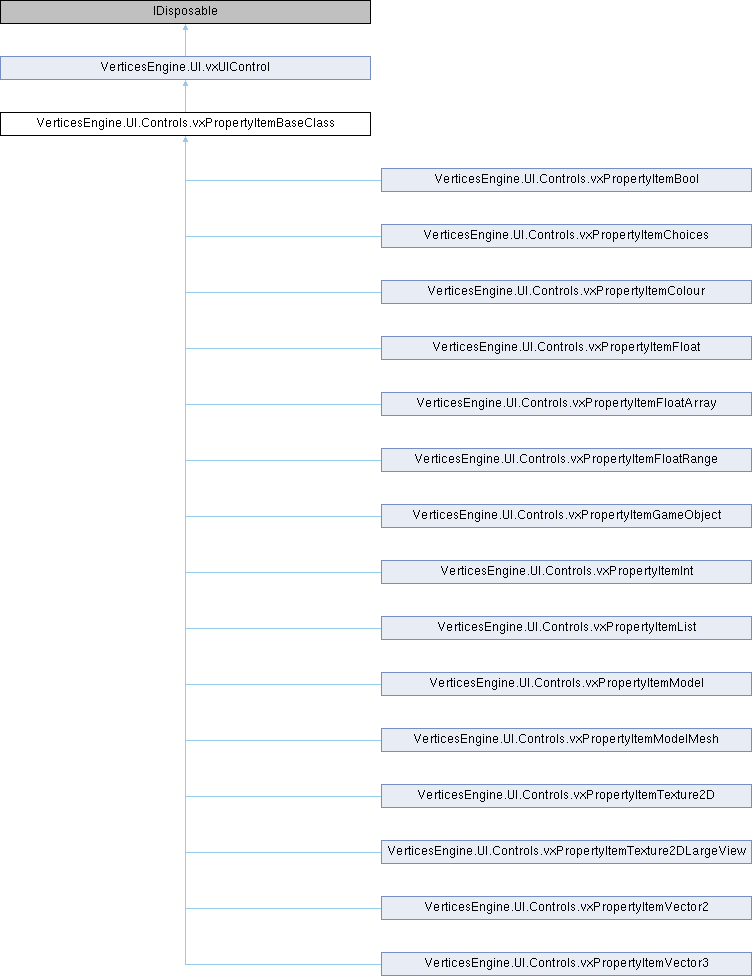 IDisposable
VerticesEngine.UI.vxUIControl
VerticesEngine.UI.Controls.vxPropertyItemBaseClass
VerticesEngine.UI.Controls.vxPropertyItemBool
VerticesEngine.UI.Controls.vxPropertyItemChoices
VerticesEngine.UI.Controls.vxPropertyItemColour
VerticesEngine.UI.Controls.vxPropertyItemFloat
VerticesEngine.UI.Controls.vxPropertyItemFloatArray
VerticesEngine.UI.Controls.vxPropertyItemFloatRange
VerticesEngine.UI.Controls.vxPropertyItemGameObject
VerticesEngine.UI.Controls.vxPropertyItemInt
VerticesEngine.UI.Controls.vxPropertyItemList
VerticesEngine.UI.Controls.vxPropertyItemModel
VerticesEngine.UI.Controls.vxPropertyItemModelMesh
VerticesEngine.UI.Controls.vxPropertyItemTexture2D
VerticesEngine.UI.Controls.vxPropertyItemTexture2DLargeView
VerticesEngine.UI.Controls.vxPropertyItemVector2
VerticesEngine.UI.Controls.vxPropertyItemVector3